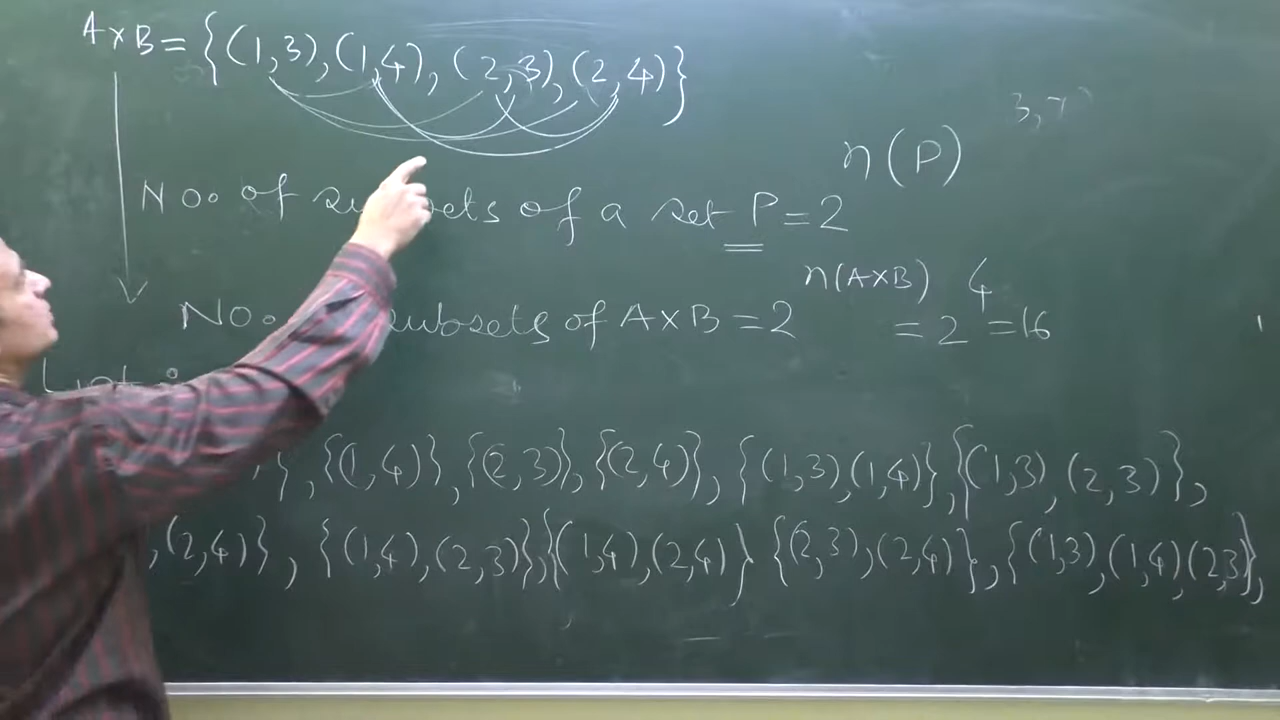 A×B = {(1,3),(1,4),(2,3),(2,4)}
3,7
No. of subsets of a set P = 2^n(P)
No. subsets of A×B = 2^n(A×B) = 2^4 = 16
List :
}, {(1,4)}, {(2,3)}, {(2,4)}, {(1,3),(1,4)}, {(1,3),(2,3)},
,(2,4)}, {(1,4),(2,3)}, {(1,4),(2,4)} {(2,3),(2,4)}, {(1,3),(1,4)(2,3)},